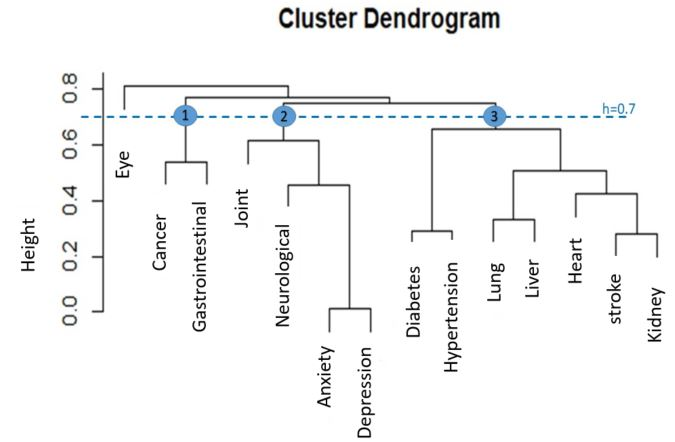 Cluster Dendrogram
Height
0.8
0.6
0.4
0.2
0.0
h=0.7
1
2
3
Eye
Cancer
Gastrointestinal
Joint
Neurological
Anxiety
Depression
Diabetes
Hypertension
Lung
Liver
Heart
stroke
Kidney